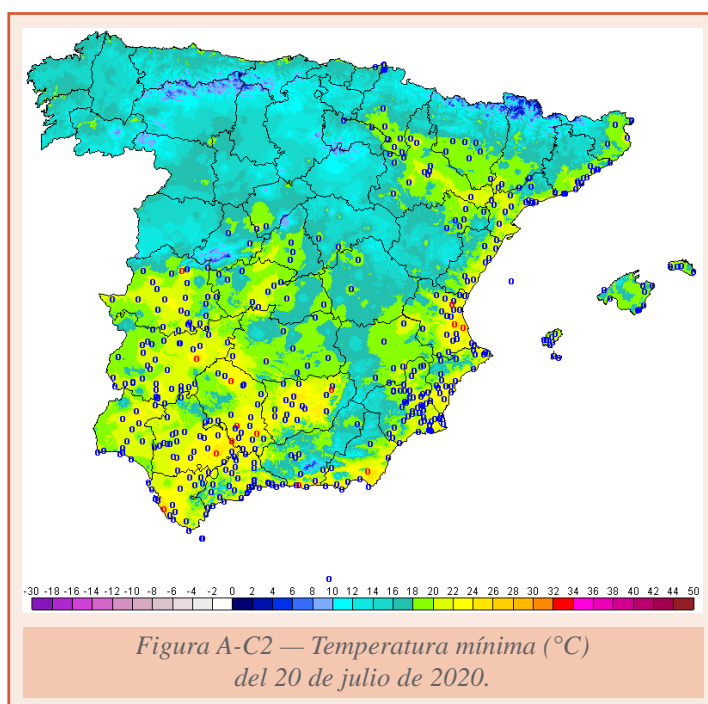 -30 -18 -16 -14 -12 -10 -8 -6 -4 -2 0 2 4 6 8 10 12 14 16 18 20 22 24 26 28 30 32 34 36 38 40 42 44 50
Figura A-C2 — Temperatura mínima (°C)
del 20 de julio de 2020.